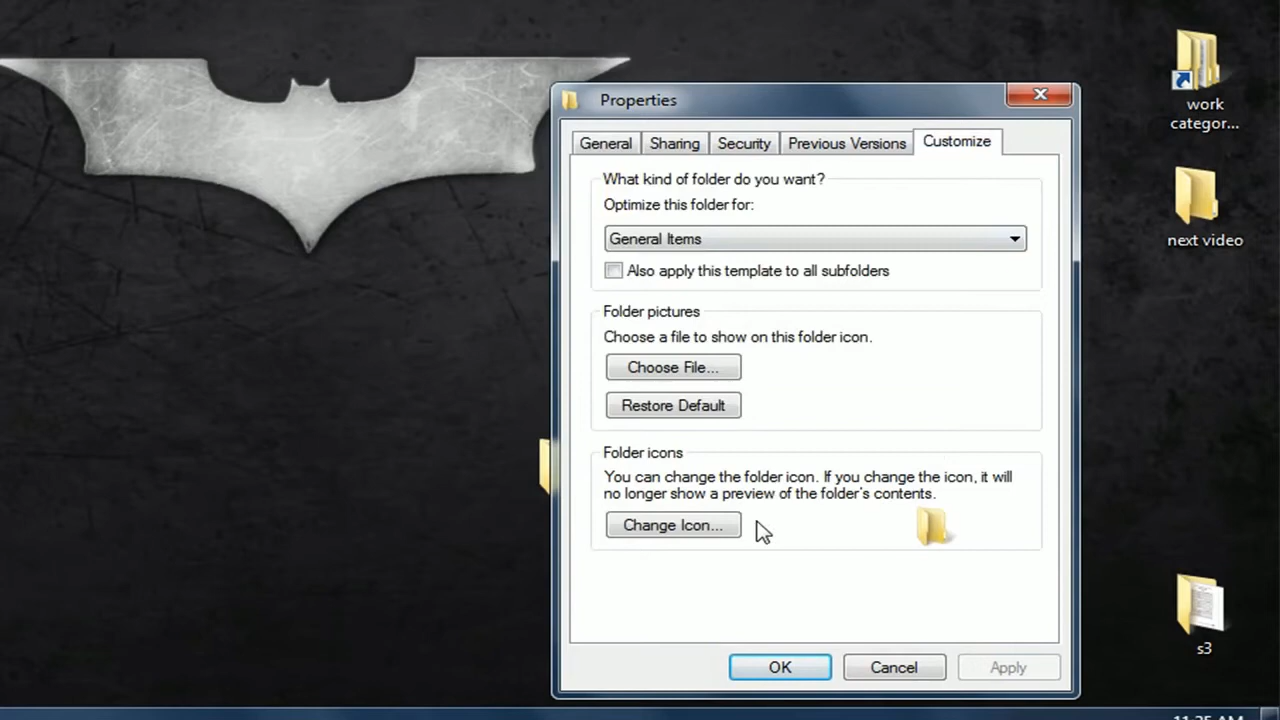 Properties
General
Sharing
Security
Previous Versions
Customize
What kind of folder do you want?
Optimize this folder for:
General Items
Also apply this template to all subfolders
Folder pictures
Choose a file to show on this folder icon.
Choose File...
Restore Default
Folder icons
You can change the folder icon. If you change the icon, it will
no longer show a preview of the folder's contents.
Change Icon...
OK
Cancel
Apply
work
categor...
next video
s3